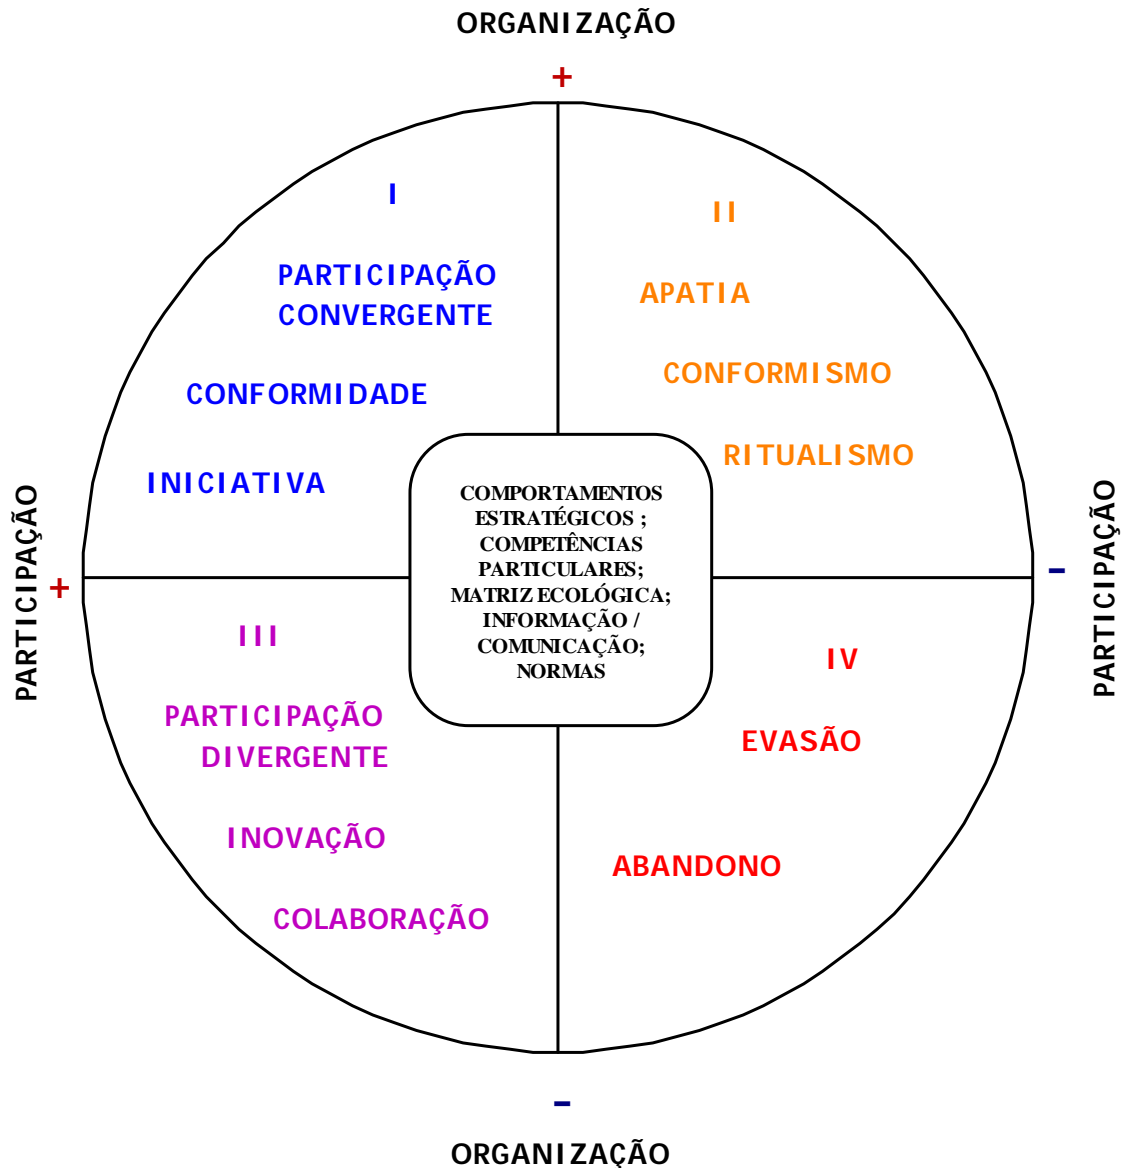 ORGANIZAÇÃO
+
I
PARTICIPAÇÃO
CONVERGENTE
CONFORMIDADE
INICIATIVA
II
APATIA
CONFORMISMO
RITUALISMO
PARTICIPAÇÃO
+
COMPORTAMENTOS
ESTRATÉGICOS ;
COMPETÊNCIAS
PARTICULARES;
MATRIZ ECOLÓGICA;
INFORMAÇÃO /
COMUNICAÇÃO;
NORMAS
-
PARTICIPAÇÃO
III
PARTICIPAÇÃO
DIVERGENTE
INOVAÇÃO
COLABORAÇÃO
IV
EVASÃO
ABANDONO
-
ORGANIZAÇÃO